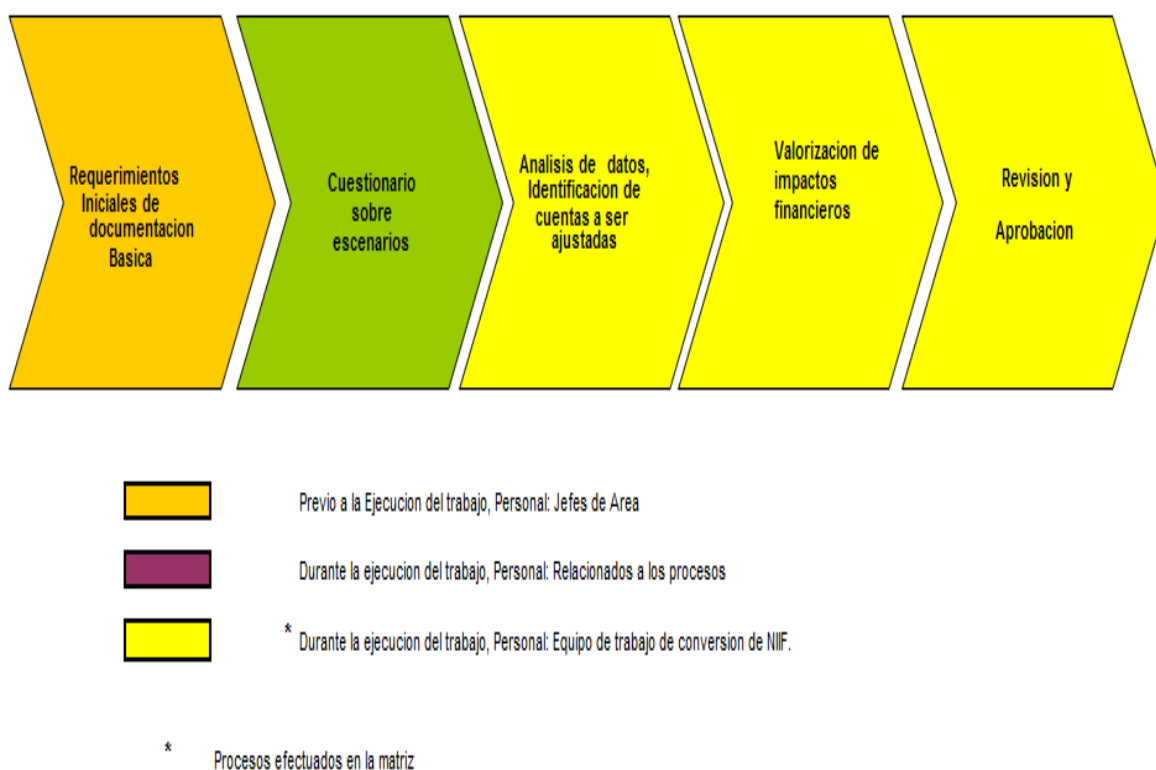 Requerimientos
Iniciales de
documentacion
Basica
Cuestionario
sobre
escenarios
Analisis de datos,
Identificacion de
cuentas a ser
ajustadas
Valorizacion de
impactos
financieros
Revision y
Aprobacion
Previo a la Ejecucion del trabajo, Personal: Jefes de Area
Durante la ejecucion del trabajo, Personal: Relacionados a los procesos
* Durante la ejecucion del trabajo, Personal: Equipo de trabajo de conversion de NIIF.
* Procesos efectuados en la matriz